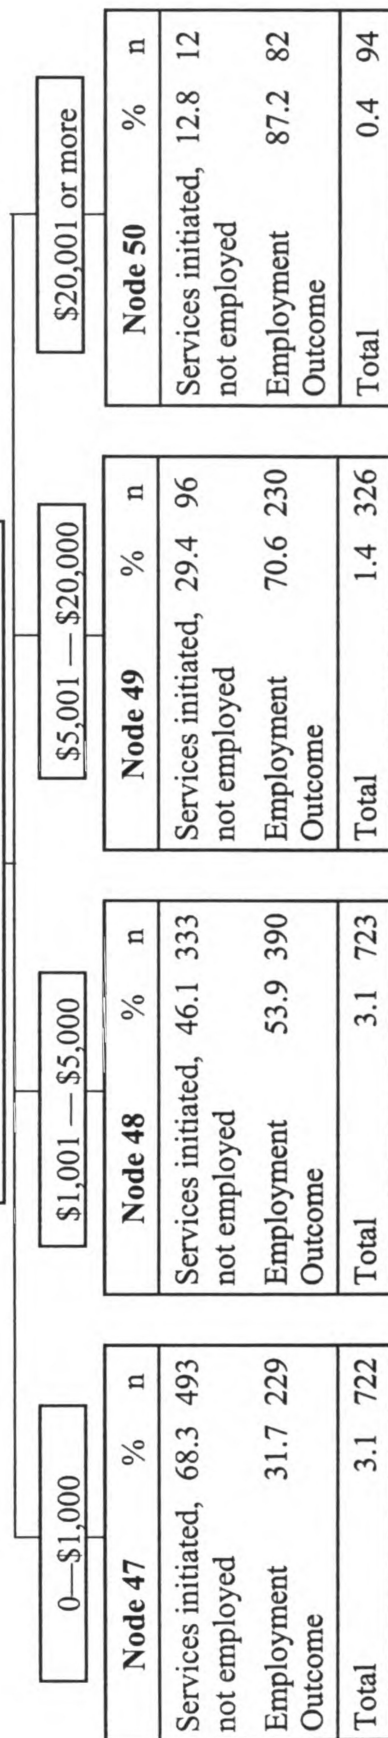 0—$1,000
Node 47 % n
Services initiated, 68.3 493
not employed
Employment 31.7 229
Outcome
Total 3.1 722
$1,001 — $5,000
Node 48 % n
Services initiated, 46.1 333
not employed
Employment 53.9 390
Outcome
Total 3.1 723
$5,001 — $20,000
Node 49 % n
Services initiated, 29.4 96
not employed
Employment 70.6 230
Outcome
Total 1.4 326
$20,001 or more
Node 50 % n
Services initiated, 12.8 12
not employed
Employment 87.2 82
Outcome
Total 0.4 94